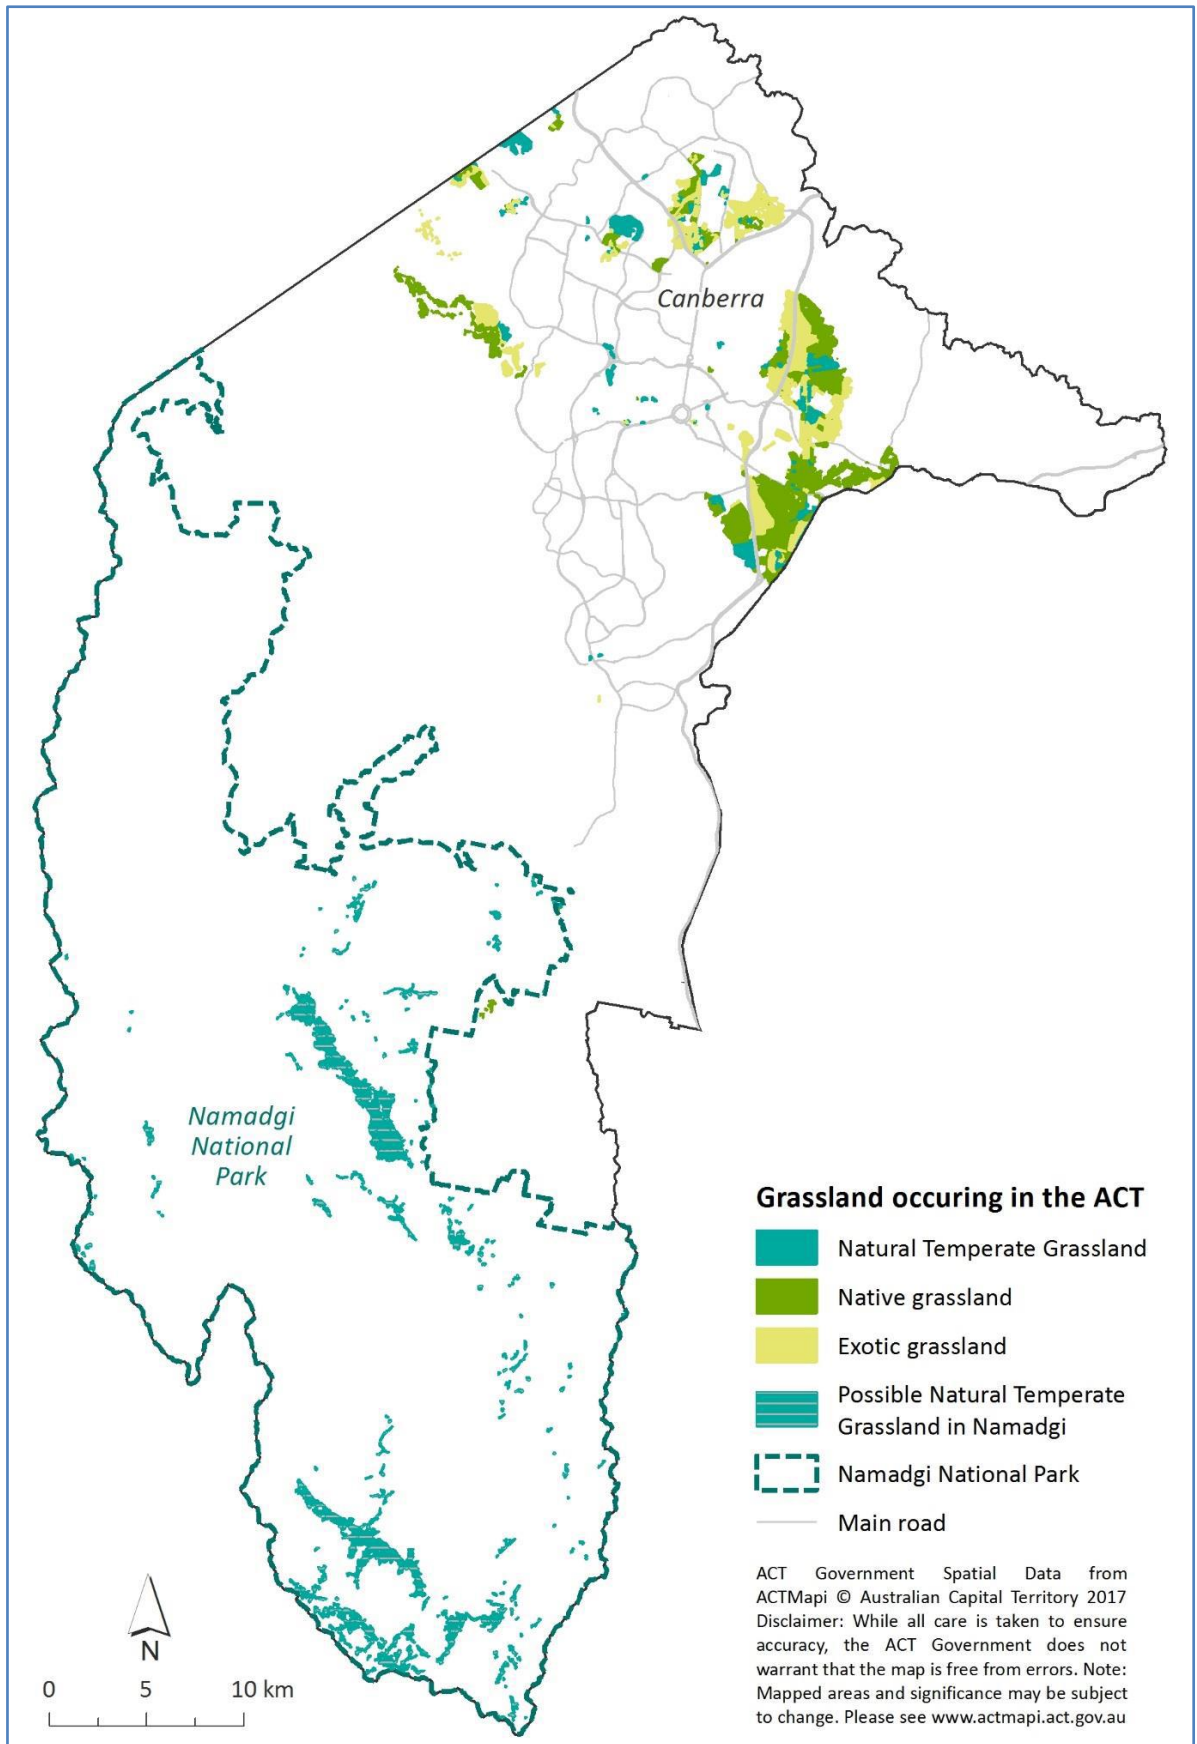 Canberra
Namadgi
National
Park
Grassland occuring in the ACT
Natural Temperate Grassland
Native grassland
Exotic grassland
Possible Natural Temperate
Grassland in Namadgi
Namadgi National Park
Main road
ACT Government Spatial Data from
ACTMapi © Australian Capital Territory 2017
Disclaimer: While all care is taken to ensure
accuracy, the ACT Government does not
warrant that the map is free from errors. Note:
Mapped areas and significance may be subject
to change. Please see www.actmapi.act.gov.au
N
0 5 10 km